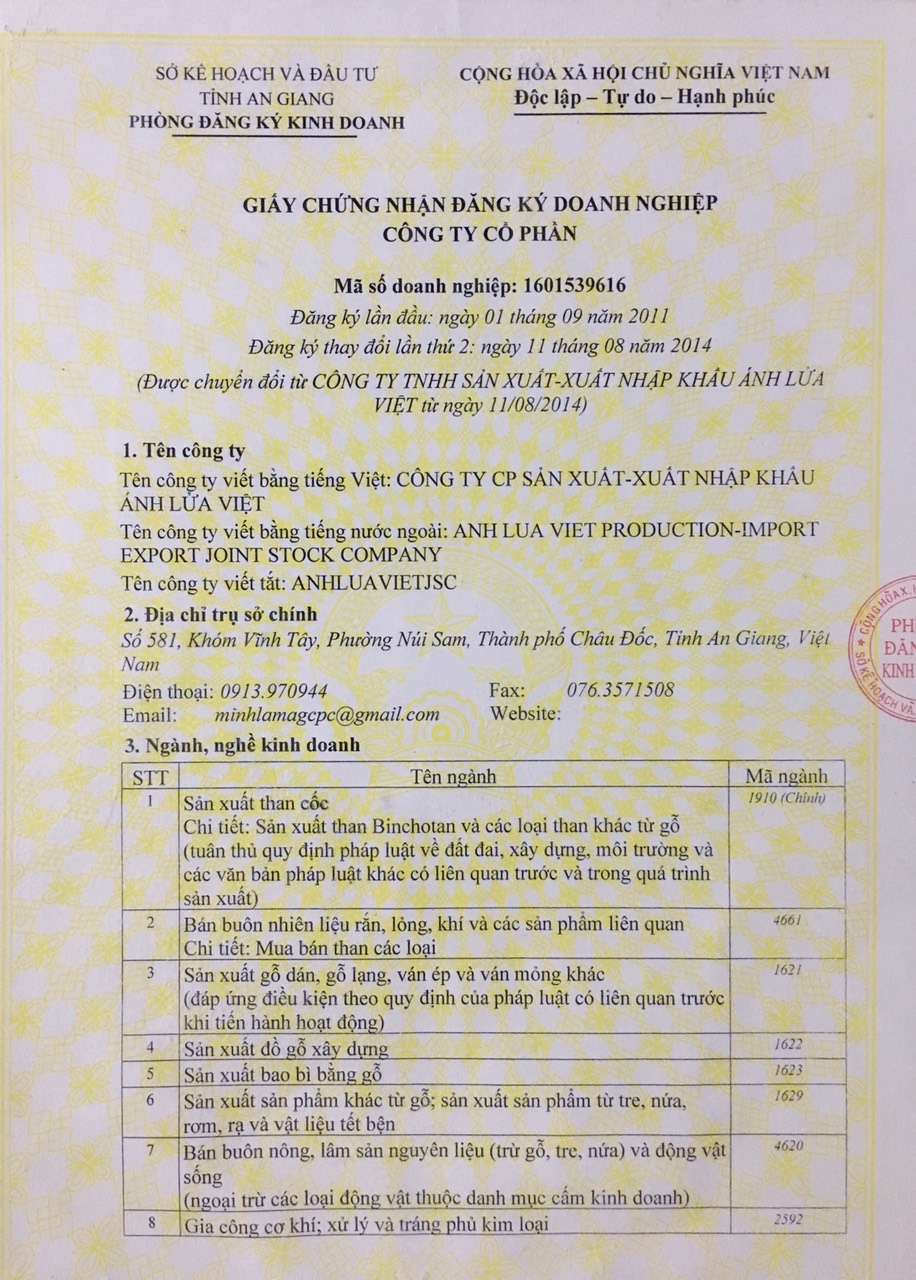 SỞ KẾ HOẠCH VÀ ĐẦU TƯ
TỈNH AN GIANG
PHÒNG ĐĂNG KÝ KINH DOANH
CỘNG HÒA XÃ HỘI CHỦ NGHĨA VIỆT NAM
Độc lập – Tự do – Hạnh phúc
GIẤY CHỨNG NHẬN ĐĂNG KÝ DOANH NGHIỆP
CÔNG TY CỔ PHẦN
Mã số doanh nghiệp: 1601539616
Đăng ký lần đầu: ngày 01 tháng 09 năm 2011
Đăng ký thay đổi lần thứ 2: ngày 11 tháng 08 năm 2014
(Được chuyển đổi từ CÔNG TY TNHH SẢN XUẤT-XUẤT NHẬP KHẨU ÁNH LỬA
VIỆT từ ngày 11/08/2014)
1. Tên công ty
Tên công ty viết bằng tiếng Việt: CÔNG TY CP SẢN XUẤT-XUẤT NHẬP KHẨU
ÁNH LỬA VIỆT
Tên công ty viết bằng tiếng nước ngoài: ANH LUA VIET PRODUCTION-IMPORT
EXPORT JOINT STOCK COMPANY
Tên công ty viết tắt: ANHLUAVIETJSC
2. Địa chỉ trụ sở chính
Số 581, Khóm Vĩnh Tây, Phường Núi Sam, Thành phố Châu Đốc, Tỉnh An Giang, Việt
Nam
Điện thoại: 0913.970944 Fax: 076.3571508
Email: minhlamagcpc@gmail.com Website:
3. Ngành, nghề kinh doanh
STT Tên ngành Mã ngành
1 Sản xuất than cốc 1910 (Chính)
Chi tiết: Sản xuất than Binchotan và các loại than khác từ gỗ
(tuân thủ quy định pháp luật về đất đai, xây dựng, môi trường và
các văn bản pháp luật khác có liên quan trước và trong quá trình
sản xuất)
2 Bán buôn nhiên liệu rắn, lỏng, khí và các sản phẩm liên quan 4661
Chi tiết: Mua bán than các loại
3 Sản xuất gỗ dán, gỗ lạng, ván ép và ván mỏng khác 1621
(đáp ứng điều kiện theo quy định của pháp luật có liên quan trước
khi tiến hành hoạt động)
4 Sản xuất đồ gỗ xây dựng 1622
5 Sản xuất bao bì bằng gỗ 1623
6 Sản xuất sản phẩm khác từ gỗ; sản xuất sản phẩm từ tre, nứa, 1629
rơm, rạ và vật liệu tết bện
7 Bán buôn nông, lâm sản nguyên liệu (trừ gỗ, tre, nứa) và động vật 4620
sống
(ngoại trừ các loại động vật thuộc danh mục cấm kinh doanh)
8 Gia công cơ khí; xử lý và tráng phủ kim loại 2592
CỘNG HÒA X.H
ĐĂN
KINH
SỞ KẾ HOẠCH VÀ